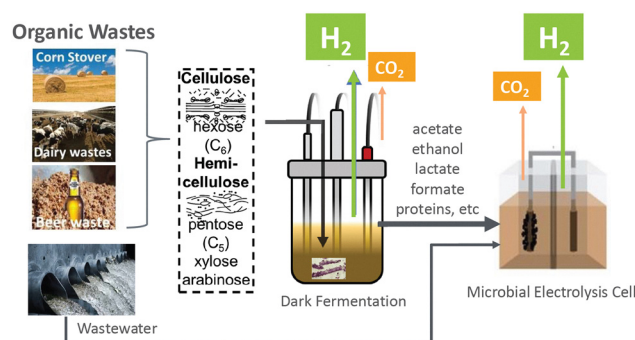 Organic Wastes
Corn Stover
Dairy wastes
Beer waste
Wastewater
Cellulose
hexose
(C6)
Hemi-
cellulose
pentose
(C5)
xylose
arabinose
H2
CO2
Dark Fermentation
acetate
ethanol
lactate
formate
proteins, etc
H2
CO2
Microbial Electrolysis Cell